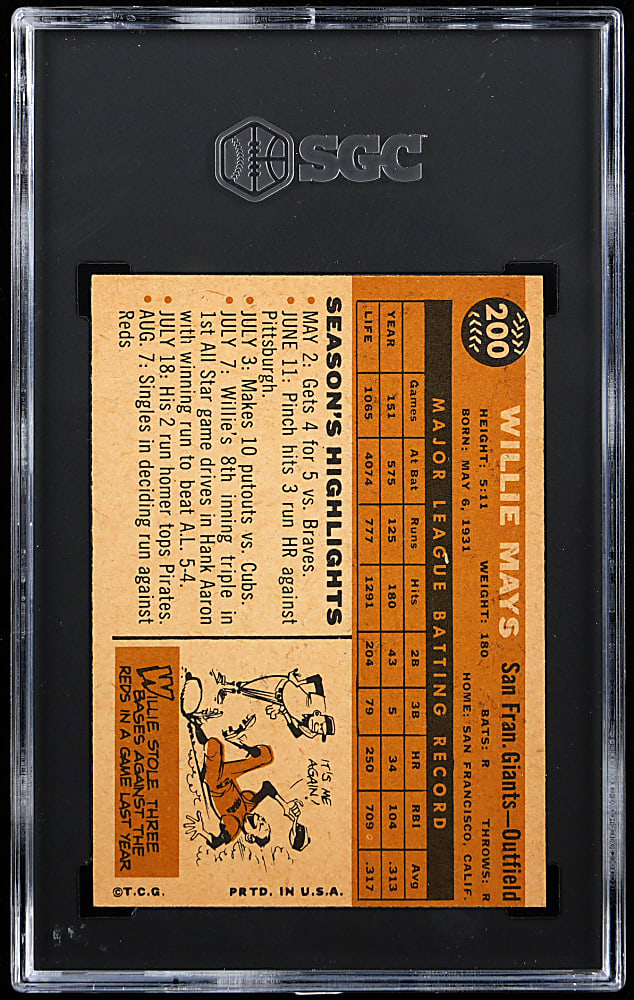 SGC
200
WILLIE MAYS San Fran. Giants—Outfield
HEIGHT: 5:11 WEIGHT: 180 BATS: R THROWS: R
BORN: MAY 6, 1931 HOME: SAN FRANCISCO, CALIF.
MAJOR LEAGUE BATTING RECORD
Games At Bat Runs Hits 2B 3B HR RBI Avg
YEAR 151 575 125 180 43 5 34 104 .313
LIFE 1065 4074 777 1291 204 79 250 709 .317
SEASON'S HIGHLIGHTS
• MAY 2: Gets 4 for 5 vs. Braves.
• JUNE 11: Pinch hits 3 run HR against
Pittsburgh.
• JULY 3: Makes 10 putouts vs. Cubs.
• JULY 7: Willie's 8th inning triple in
1st All Star game drives in Hank Aaron
with winning run to beat A.L. 5-4.
• JULY 18: His 2 run homer tops Pirates.
• AUG. 7: Singles in deciding run against
Reds.
IT'S ME
AGAIN!
WILLIE STOLE THREE
BASES AGAINST THE
REDS IN A GAME LAST YEAR
©T.C.G. PRTD. IN U.S.A.